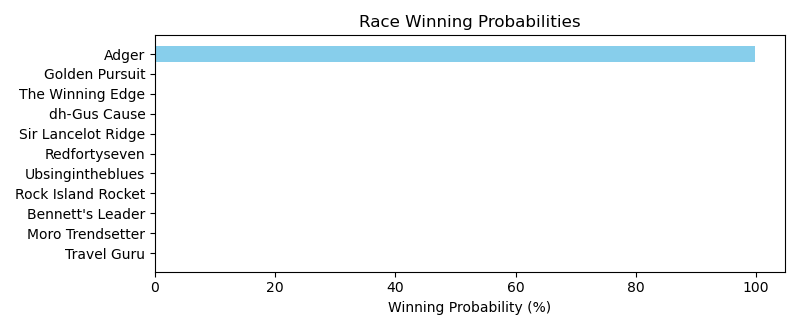 Race Winning Probabilities
Adger
Golden Pursuit
The Winning Edge
dh-Gus Cause
Sir Lancelot Ridge
Redfortyseven
Ubsingintheblues
Rock Island Rocket
Bennett's Leader
Moro Trendsetter
Travel Guru
0 20 40 60 80 100
Winning Probability (%)